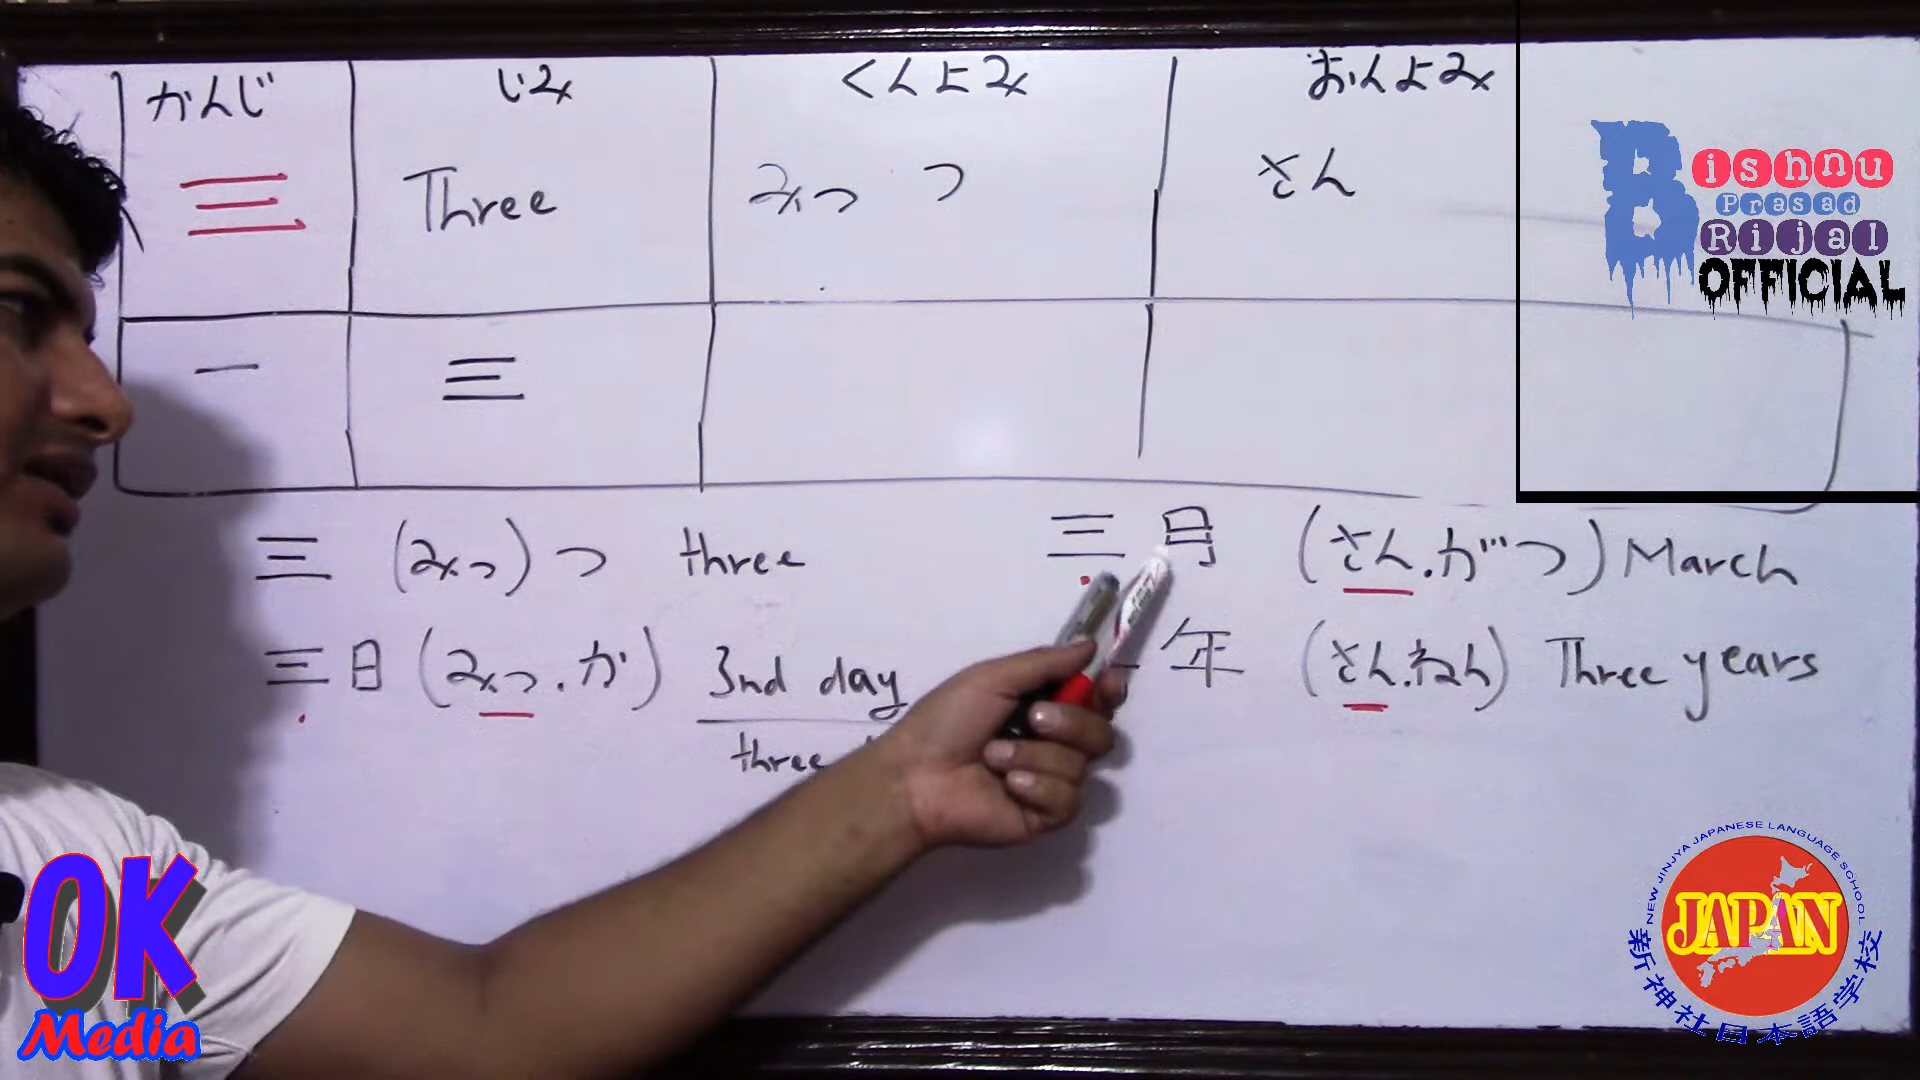 かんじ じみ くんよみ おんよみ
三 Three みっ つ さん
一 三
三 (みっ) つ three
三日 (みっ.か) 3nd day
three
三月 (さん.がつ) March
年 (さん.ねん) Three years
Bishnu
Prasad
Rijal
OFFICIAL
OK
Media
NEW JINJYA JAPANESE LANGUAGE SCHOOL
JAPAN
新神社日本語学校